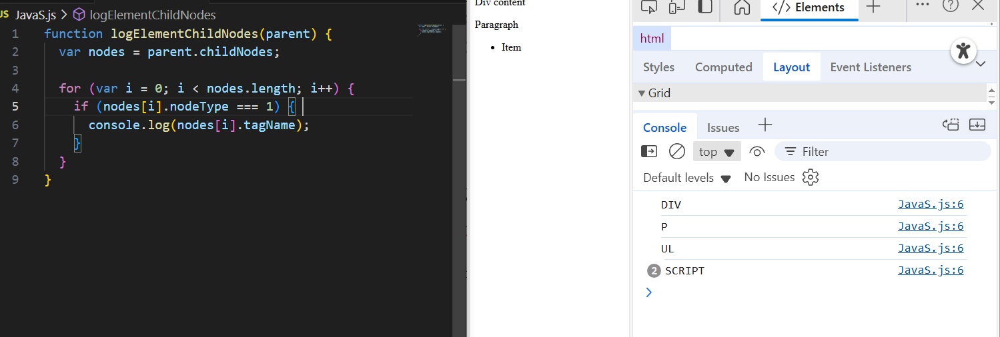 JS JavaS.js > logElementChildNodes
1 function logElementChildNodes(parent) {
2   var nodes = parent.childNodes;
3
4   for (var i = 0; i < nodes.length; i++) {
5     if (nodes[i].nodeType === 1) {
6       console.log(nodes[i].tagName);
7     }
8   }
9 }
Div content
Paragraph
• Item
</> Elements
html
Styles Computed Layout Event Listeners
▼ Grid
Console Issues
top ▼ Filter
Default levels ▼ No Issues
DIV JavaS.js:6
P JavaS.js:6
UL JavaS.js:6
2 SCRIPT JavaS.js:6